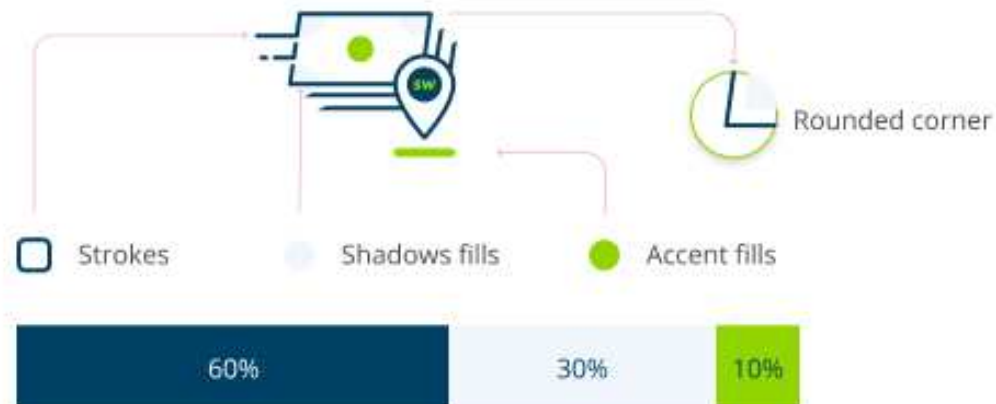 sw
Rounded corner
Strokes
Shadows fills
Accent fills
60%
30%
10%